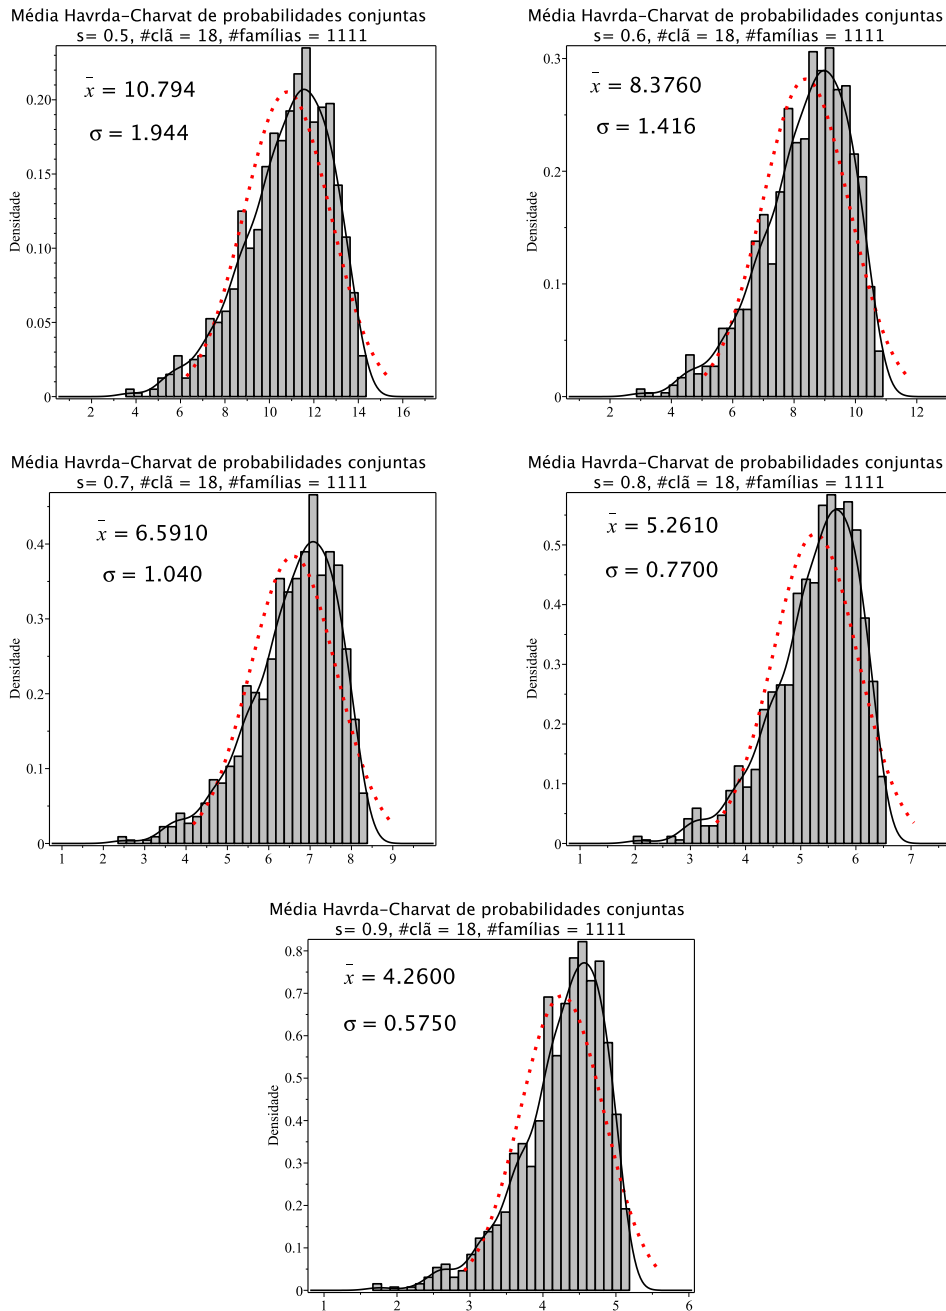 Média Havrda-Charvat de probabilidades conjuntas
s= 0.5, #clã = 18, #famílias = 1111
x̄ = 10.794
σ = 1.944
Densidade
0.20
0.15
0.10
0.05
0
2 4 6 8 10 12 14 16
Média Havrda-Charvat de probabilidades conjuntas
s= 0.6, #clã = 18, #famílias = 1111
x̄ = 8.3760
σ = 1.416
Densidade
0.3
0.2
0.1
0
2 4 6 8 10 12
Média Havrda-Charvat de probabilidades conjuntas
s= 0.7, #clã = 18, #famílias = 1111
x̄ = 6.5910
σ = 1.040
Densidade
0.4
0.3
0.2
0.1
0
1 2 3 4 5 6 7 8 9
Média Havrda-Charvat de probabilidades conjuntas
s= 0.8, #clã = 18, #famílias = 1111
x̄ = 5.2610
σ = 0.7700
Densidade
0.5
0.4
0.3
0.2
0.1
0
1 2 3 4 5 6 7
Média Havrda-Charvat de probabilidades conjuntas
s= 0.9, #clã = 18, #famílias = 1111
x̄ = 4.2600
σ = 0.5750
Densidade
0.8
0.7
0.6
0.5
0.4
0.3
0.2
0.1
0
1 2 3 4 5 6